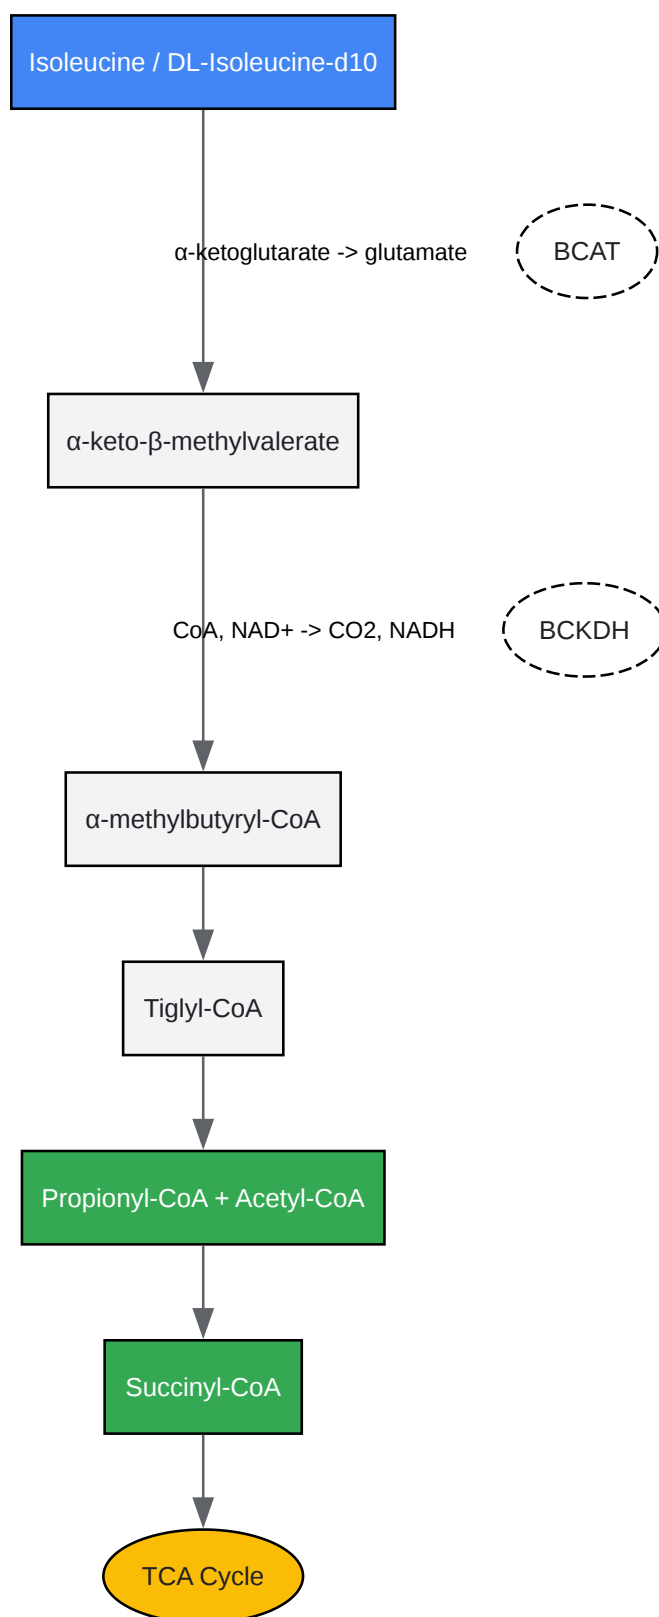 Isoleucine / DL-Isoleucine-d10
α-ketoglutarate -> glutamate
BCAT
α-keto-β-methylvalerate
CoA, NAD+ -> CO2, NADH
BCKDH
α-methylbutyryl-CoA
Tiglyl-CoA
Propionyl-CoA + Acetyl-CoA
Succinyl-CoA
TCA Cycle